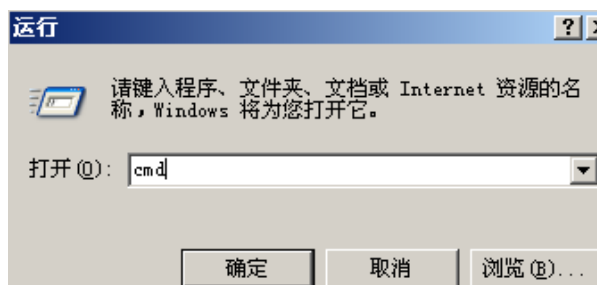 运行
请键入程序、文件夹、文档或 Internet 资源的名
称，Windows 将为您打开它。
打开(O): cmd
确定 取消 浏览(B)...